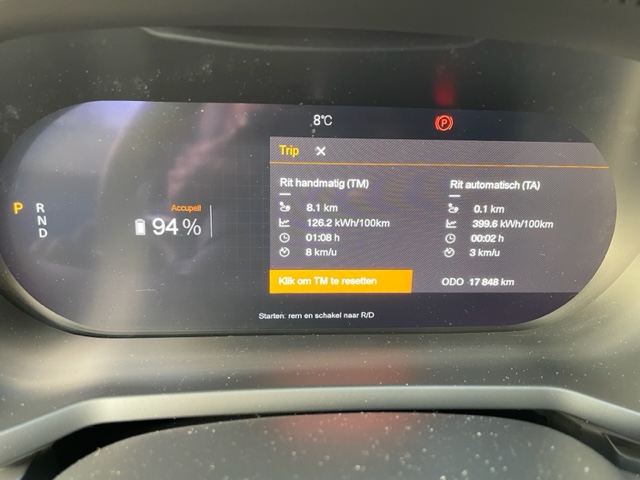 8°C
P
Trip
Rit handmatig (TM)
8.1 km
126.2 kWh/100km
01:08 h
8 km/u
Klik om TM te resetten
Rit automatisch (TA)
0.1 km
399.6 kWh/100km
00:02 h
3 km/u
ODO 17 848 km
P R
N
D
Accupeil
94 %
Starten: rem en schakel naar R/D